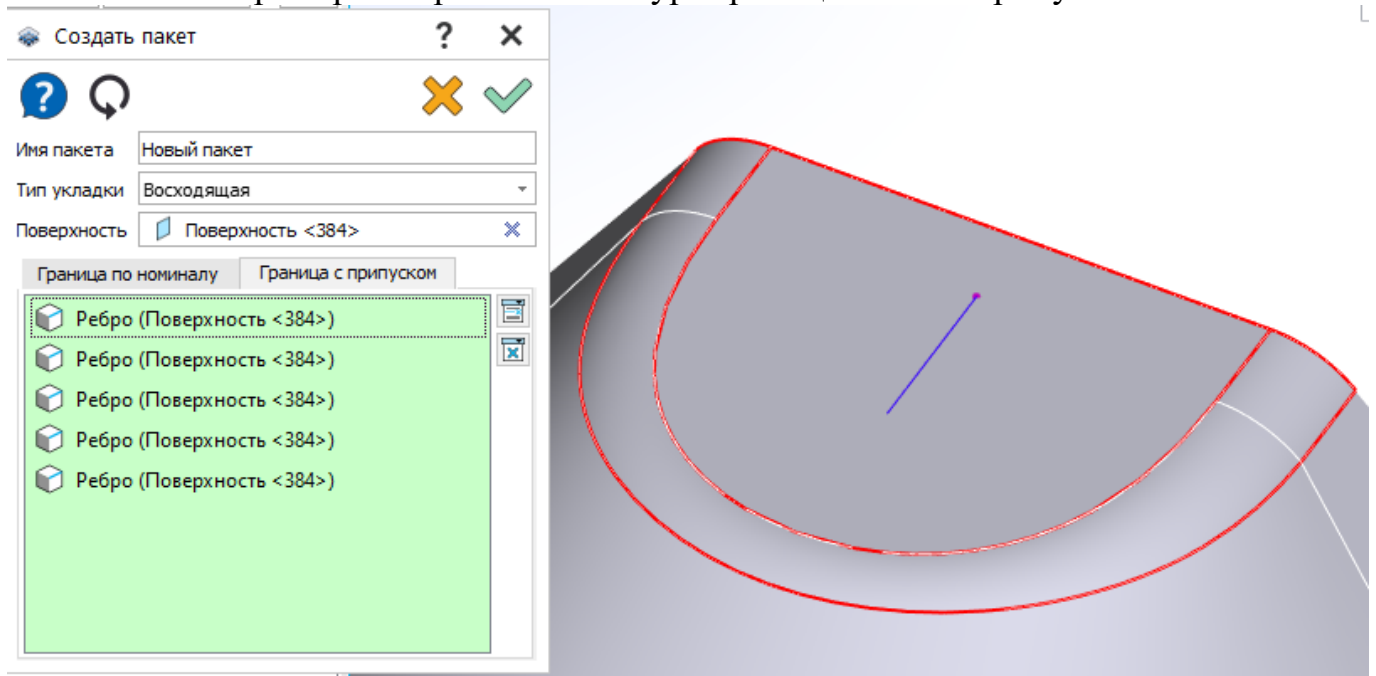 Создать пакет ? ×
?
Имя пакета Новый пакет
Тип укладки Восходящая
Поверхность Поверхность <384>
Граница по номиналу Граница с припуском
Ребро (Поверхность <384>)
Ребро (Поверхность <384>)
Ребро (Поверхность <384>)
Ребро (Поверхность <384>)
Ребро (Поверхность <384>)